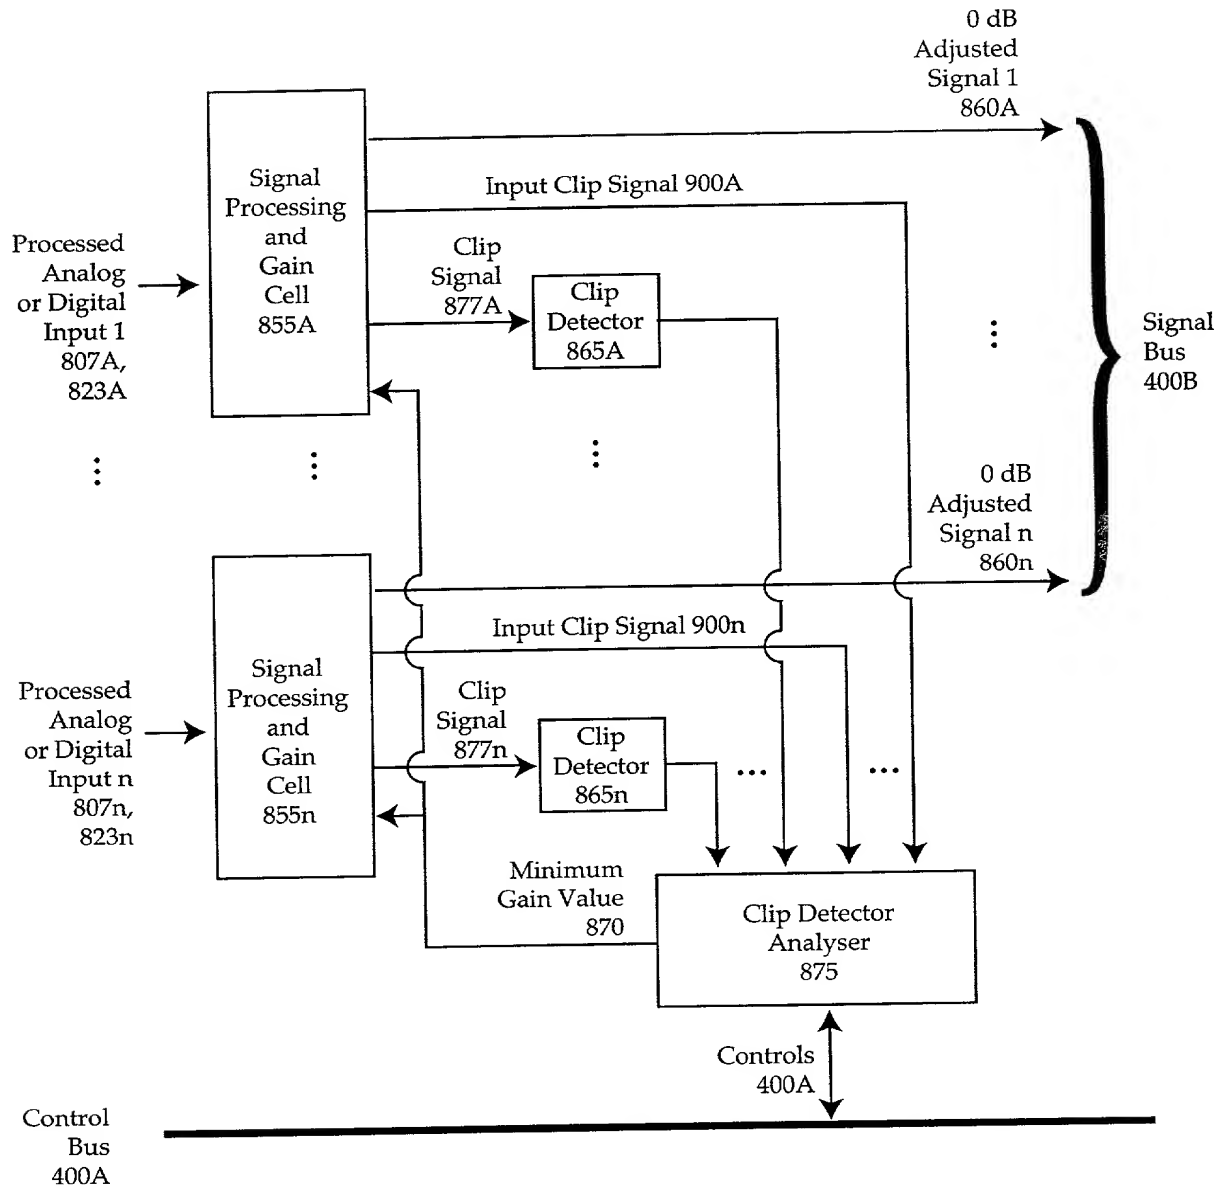 0 dB
Adjusted
Signal 1
860A
Signal
Processing
and
Gain
Cell
855A
Input Clip Signal 900A
Processed
Analog
or Digital
Input 1
807A,
823A
Clip
Signal
877A
Clip
Detector
865A
Signal
Bus
400B
0 dB
Adjusted
Signal n
860n
Input Clip Signal 900n
Signal
Processing
and
Gain
Cell
855n
Processed
Analog
or Digital
Input n
807n,
823n
Clip
Signal
877n
Clip
Detector
865n
Minimum
Gain Value
870
Clip Detector
Analyser
875
Controls
400A
Control
Bus
400A